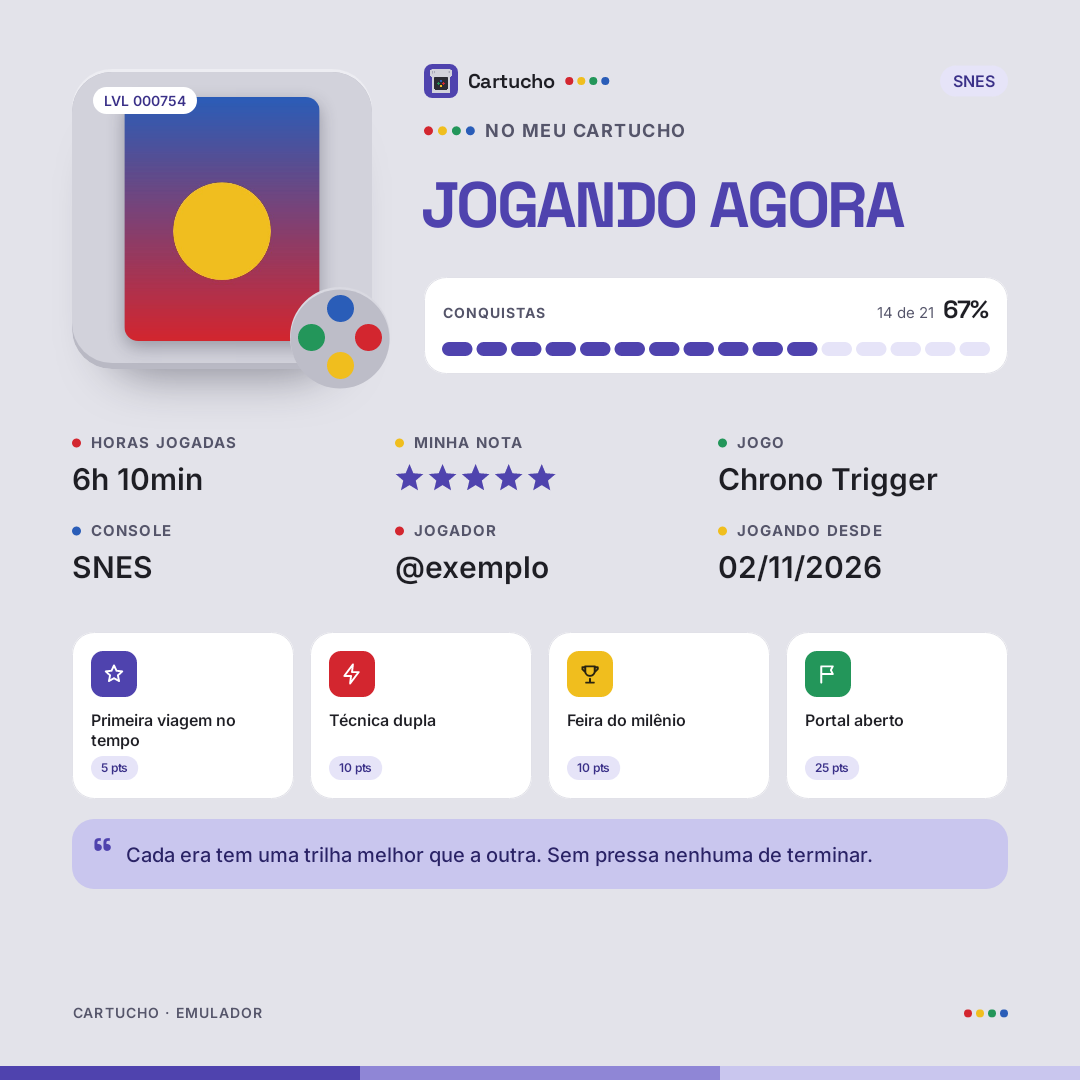 LVL 000754
Cartucho
SNES
NO MEU CARTUCHO
JOGANDO AGORA
CONQUISTAS
14 de 21 67%
HORAS JOGADAS
6h 10min
MINHA NOTA
JOGO
Chrono Trigger
CONSOLE
SNES
JOGADOR
@exemplo
JOGANDO DESDE
02/11/2026
Primeira viagem no
tempo
5 pts
Técnica dupla
10 pts
Feira do milênio
10 pts
Portal aberto
25 pts
“ Cada era tem uma trilha melhor que a outra. Sem pressa nenhuma de terminar.
CARTUCHO · EMULADOR